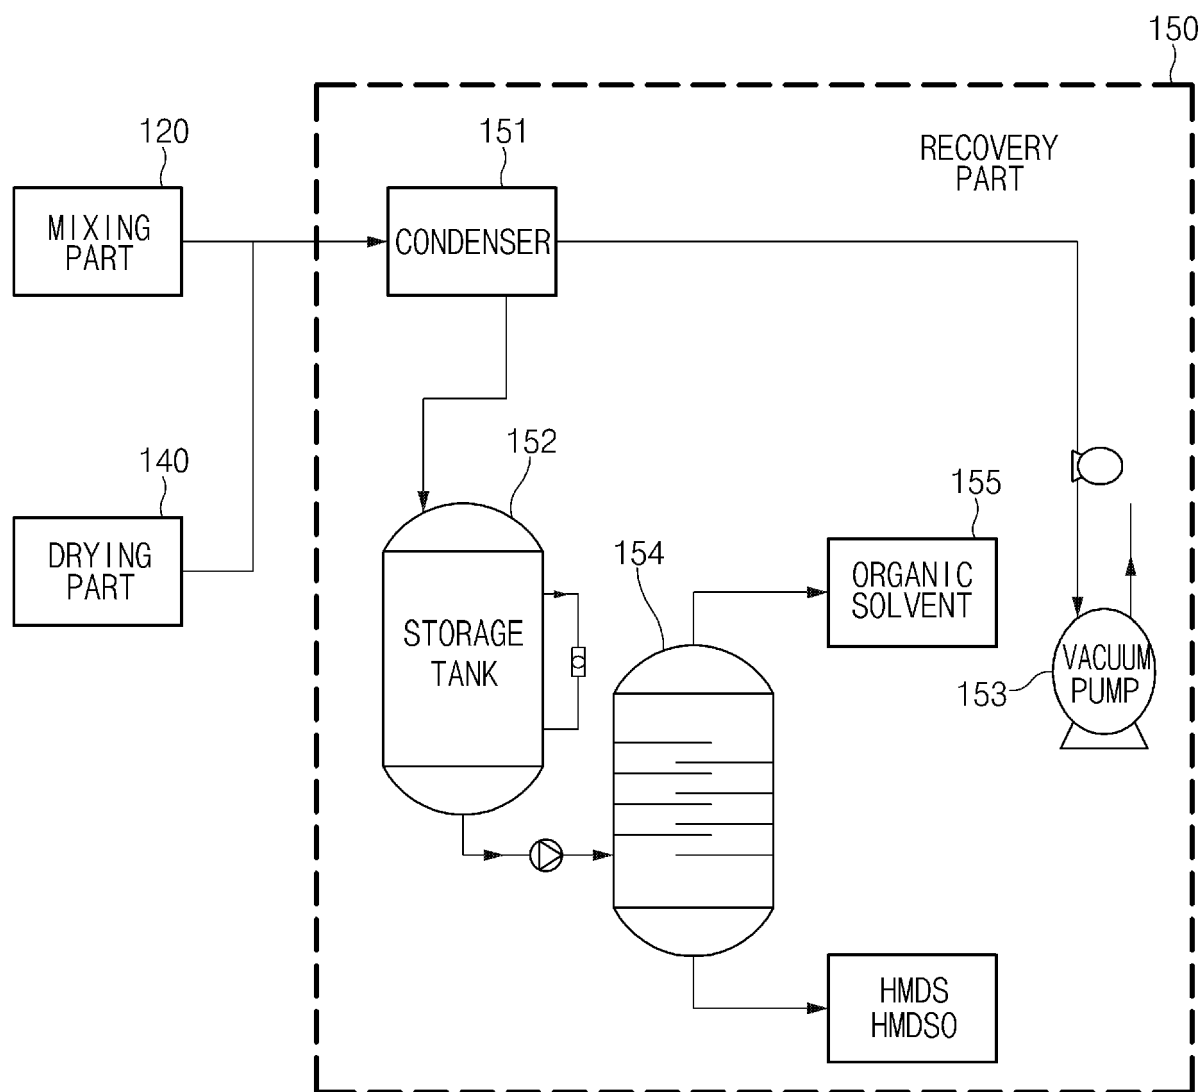 150
120
151
RECOVERY
PART
MIXING
PART
CONDENSER
152
140
155
154
DRYING
PART
ORGANIC
SOLVENT
STORAGE
TANK
VACUUM
PUMP
153
HMDS
HMDSO